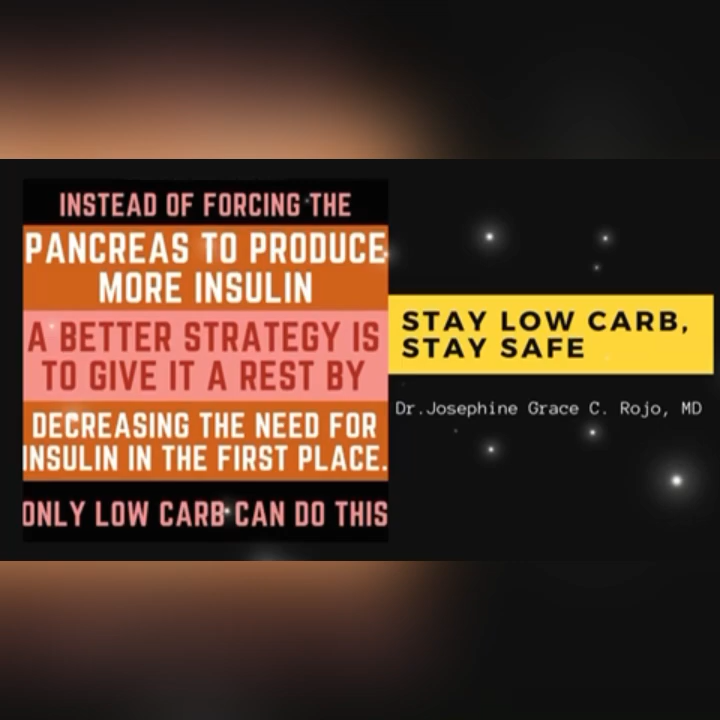 INSTEAD OF FORCING THE
PANCREAS TO PRODUCE
MORE INSULIN
A BETTER STRATEGY IS
TO GIVE IT A REST BY
DECREASING THE NEED FOR
INSULIN IN THE FIRST PLACE.
ONLY LOW CARB CAN DO THIS
STAY LOW CARB,
STAY SAFE
Dr.Josephine Grace C. Rojo, MD